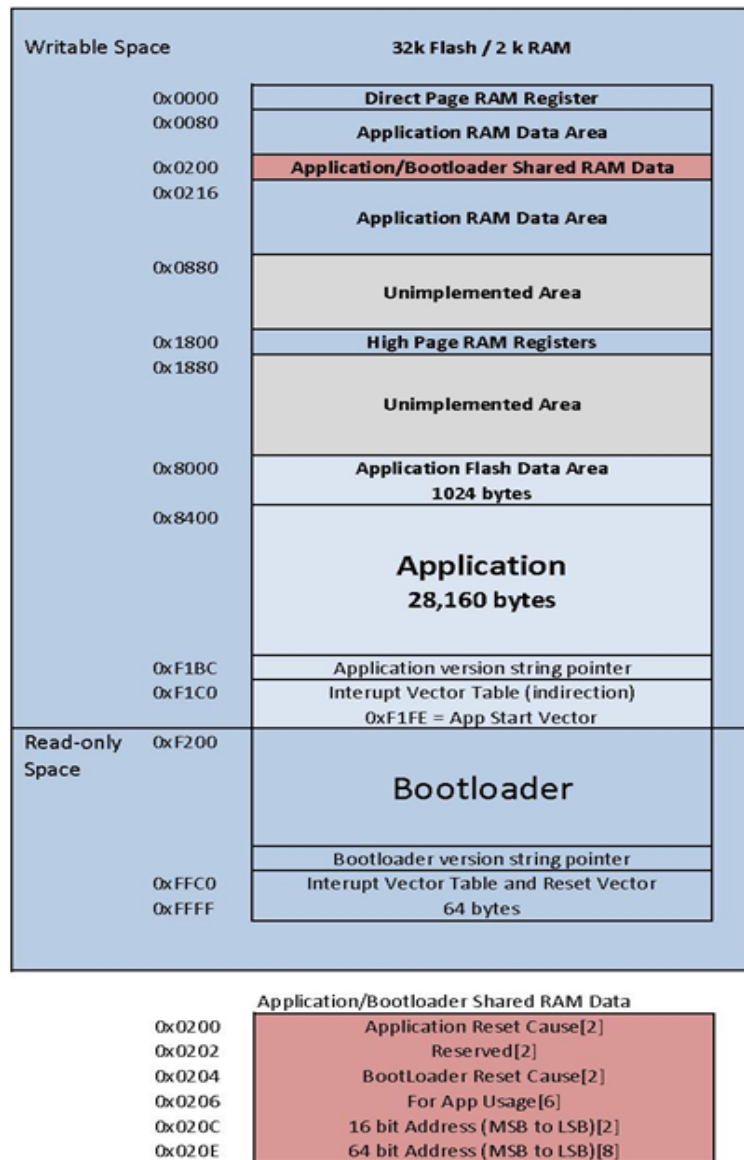 Writable Space 32k Flash / 2 k RAM
0x0000 Direct Page RAM Register
0x0080 Application RAM Data Area
0x0200 Application/Bootloader Shared RAM Data
0x0216 Application RAM Data Area
0x0880 Unimplemented Area
0x1800 High Page RAM Registers
0x1880 Unimplemented Area
0x8000 Application Flash Data Area
1024 bytes
0x8400 Application
28,160 bytes
0xF1BC Application version string pointer
0xF1C0 Interupt Vector Table (indirection)
0xF1FE = App Start Vector
Read-only 0xF200
Space
Bootloader
Bootloader version string pointer
0xFFC0 Interupt Vector Table and Reset Vector
0xFFFF 64 bytes
Application/Bootloader Shared RAM Data
0x0200 Application Reset Cause[2]
0x0202 Reserved[2]
0x0204 BootLoader Reset Cause[2]
0x0206 For App Usage[6]
0x020C 16 bit Address (MSB to LSB)[2]
0x020E 64 bit Address (MSB to LSB)[8]